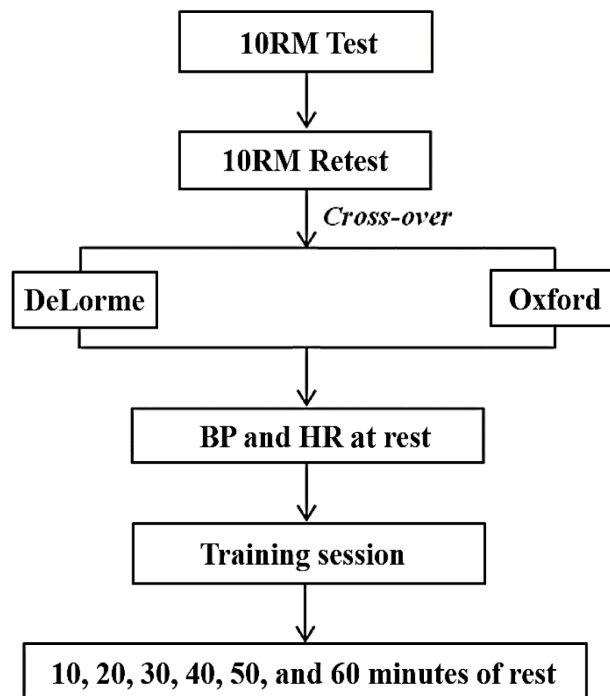 10RM Test
10RM Retest
Cross-over
DeLorme
Oxford
BP and HR at rest
Training session
10, 20, 30, 40, 50, and 60 minutes of rest